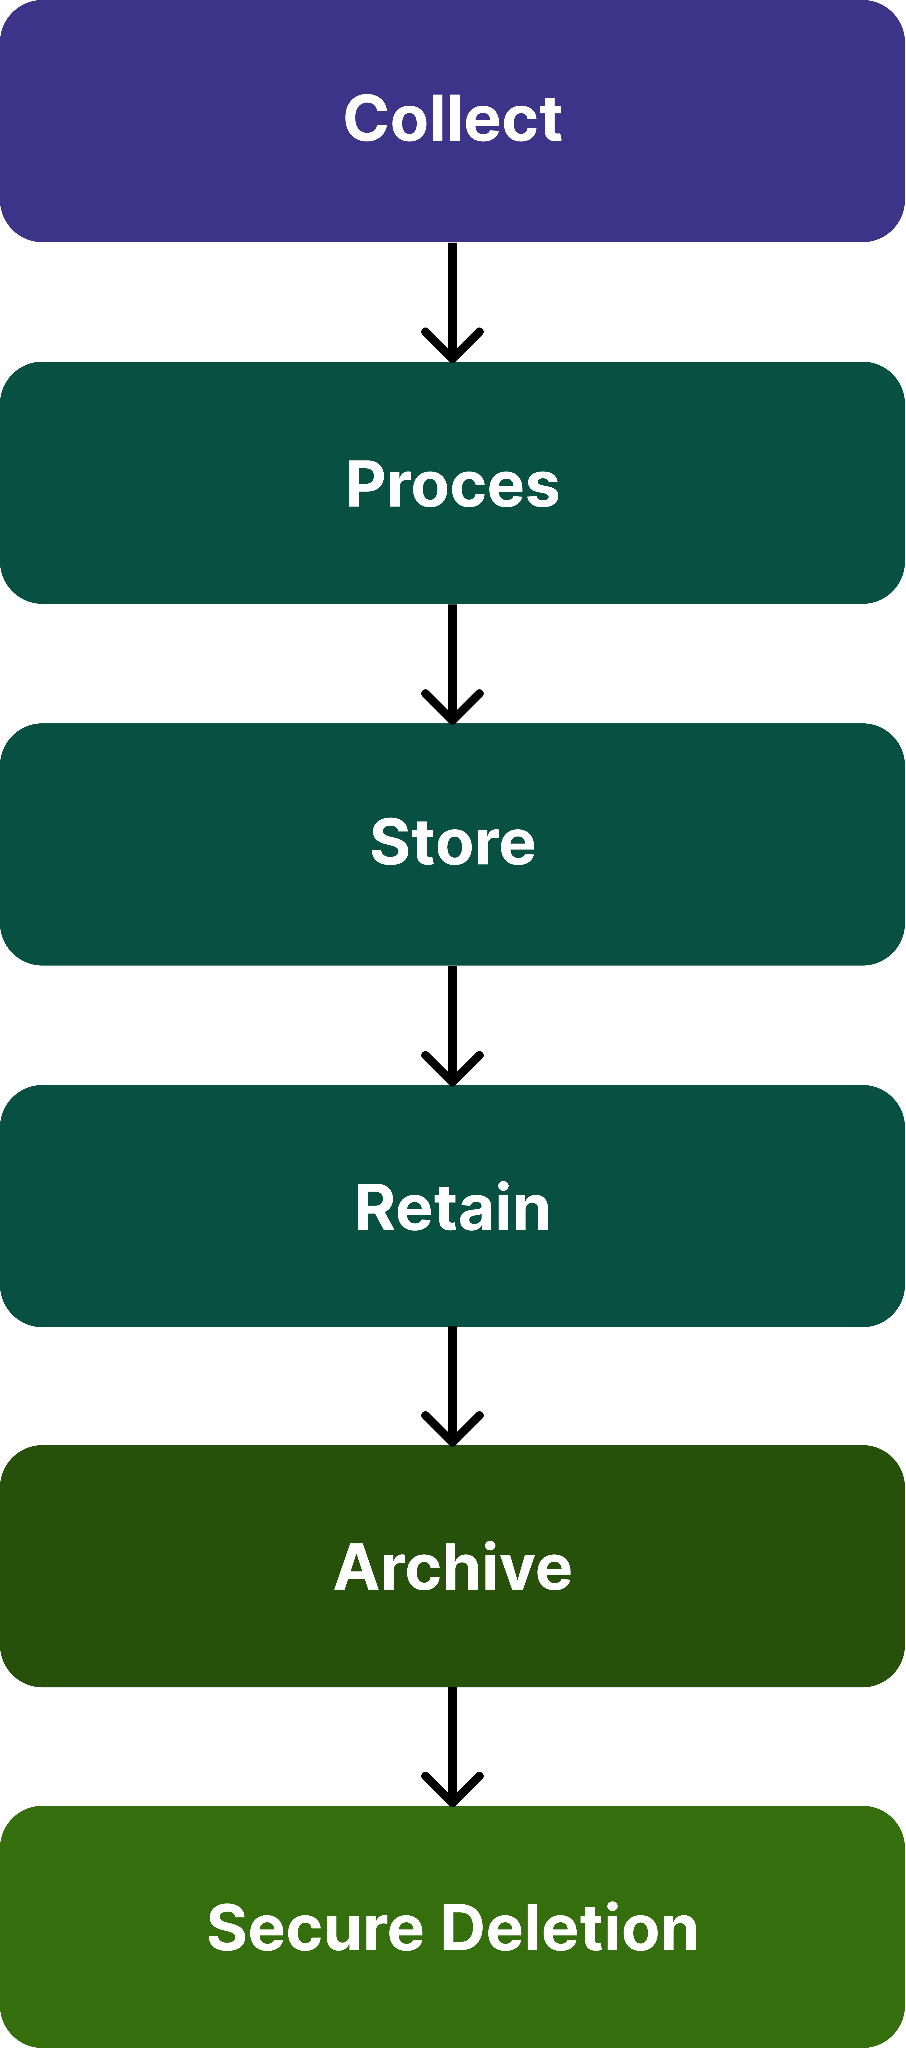 Collect
Proces
Store
Retain
Archive
Secure Deletion